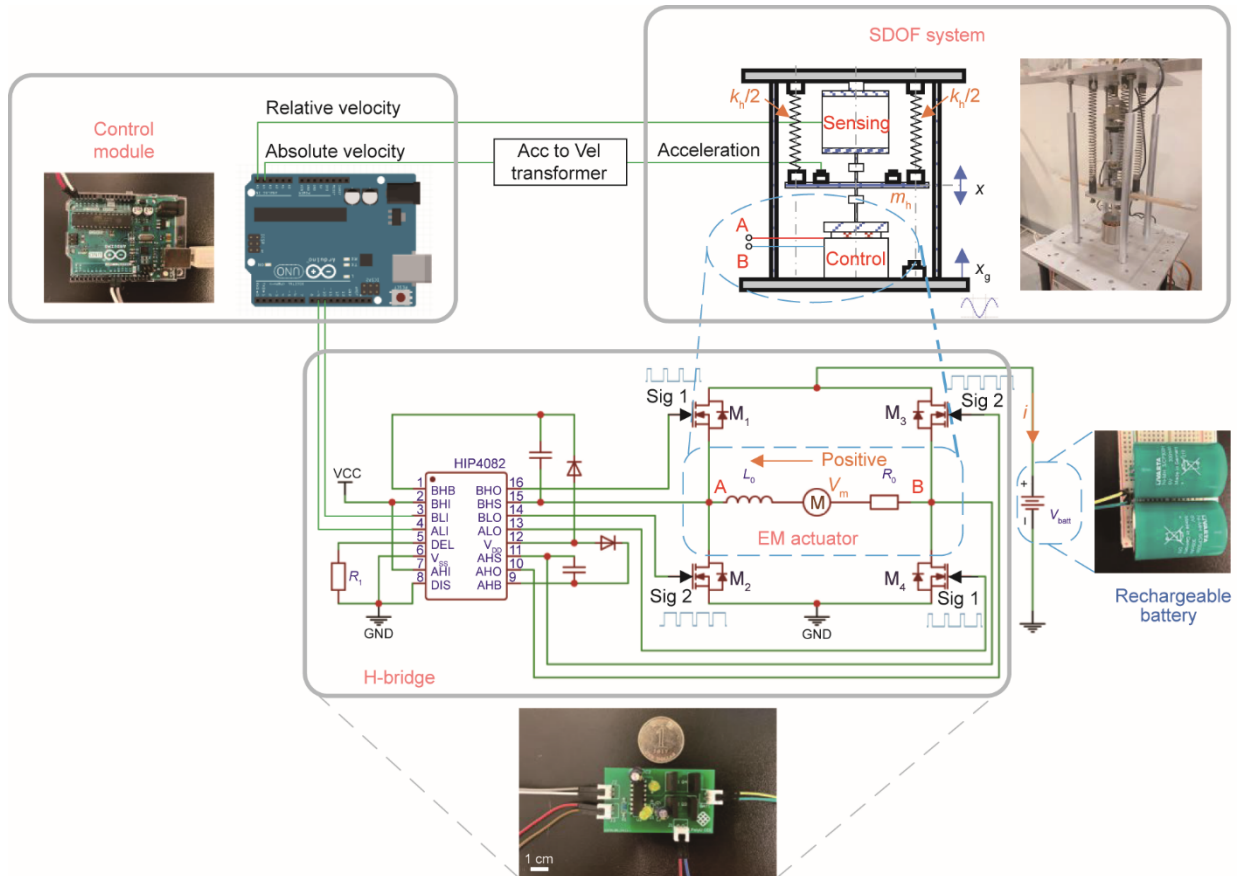 SDOF system
Control
module
Relative velocity
Absolute velocity
Acc to Vel
transformer
Acceleration
kh/2
kh/2
Sensing
mh
x
A
B
Control
xg
UNO
ARDUINO
Sig 1
Sig 2
M1
M3
i
Positive
HIP4082
VCC
L0
Vm
R0
A
M
B
EM actuator
1 BHB
2 BHI
3 BLI
4 ALI
5 DEL
6 VSS
7 AHI
8 DIS
BHO 16
BHS 15
BLO 14
ALO 13
VDD 12
AHS 11
AHO 10
AHB 9
R1
GND
+
−
Vbatt
M2
M4
Sig 2
Sig 1
GND
Rechargeable
battery
H-bridge
1
1 cm